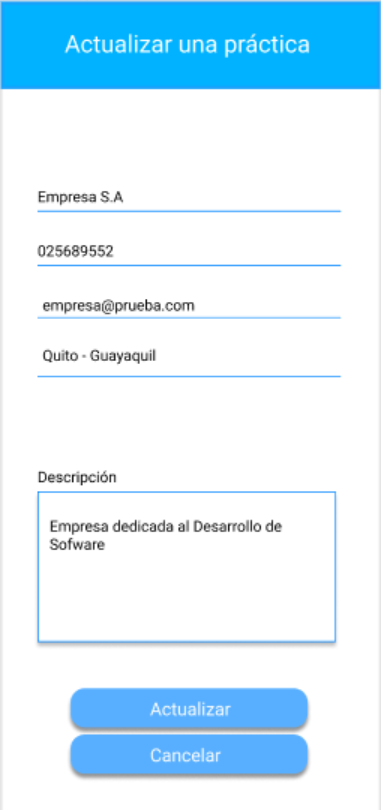 Actualizar una práctica
Empresa S.A
025689552
empresa@prueba.com
Quito - Guayaquil
Descripción
Empresa dedicada al Desarrollo de
Sofware
Actualizar
Cancelar